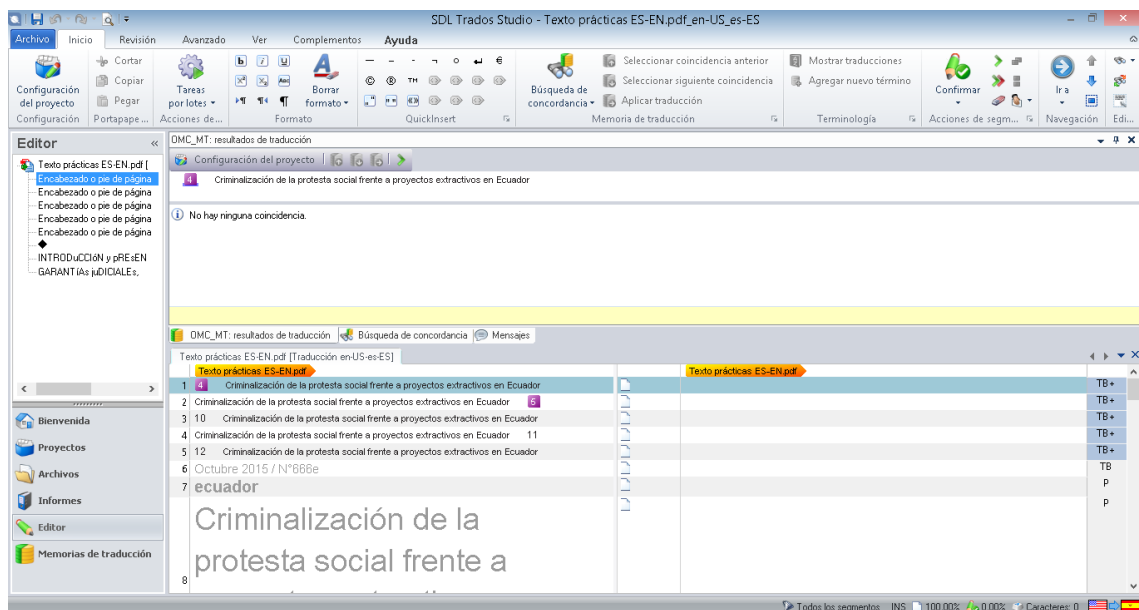 SDL Trados Studio - Texto prácticas ES-EN.pdf_en-US_es-ES
Archivo Inicio Revisión Avanzado Ver Complementos Ayuda
Configuración del proyecto
Cortar
Copiar
Pegar
Tareas por lotes
b i U
Borrar formato
Búsqueda de concordancia
Seleccionar coincidencia anterior
Seleccionar siguiente coincidencia
Aplicar traducción
Mostrar traducciones
Agregar nuevo término
Confirmar
Ir a
Configuración Portapape... Acciones de... Formato QuickInsert Memoria de traducción Terminología Acciones de segm... Navegación Edi...
Editor «
Texto prácticas ES-EN.pdf [
Encabezado o pie de página
Encabezado o pie de página
Encabezado o pie de página
Encabezado o pie de página
Encabezado o pie de página
INTRODuCCIóN y pREsEN
GARANTíAs juDICIALEs,
Bienvenida
Proyectos
Archivos
Informes
Editor
Memorias de traducción
OMC_MT: resultados de traducción
Configuración del proyecto
4 Criminalización de la protesta social frente a proyectos extractivos en Ecuador
No hay ninguna coincidencia.
OMC_MT: resultados de traducción Búsqueda de concordancia Mensajes
Texto prácticas ES-EN.pdf [Traducción en-US-es-ES]
Texto prácticas ES-EN.pdf Texto prácticas ES-EN.pdf
1 4 Criminalización de la protesta social frente a proyectos extractivos en Ecuador TB+
2 Criminalización de la protesta social frente a proyectos extractivos en Ecuador 6 TB+
3 10 Criminalización de la protesta social frente a proyectos extractivos en Ecuador TB+
4 Criminalización de la protesta social frente a proyectos extractivos en Ecuador 11 TB+
5 12 Criminalización de la protesta social frente a proyectos extractivos en Ecuador TB+
6 Octubre 2015 / N°666e TB
7 ecuador P
Criminalización de la P
8 protesta social frente a
Todos los segmentos INS 100,00% 0,00% Caracteres: 0